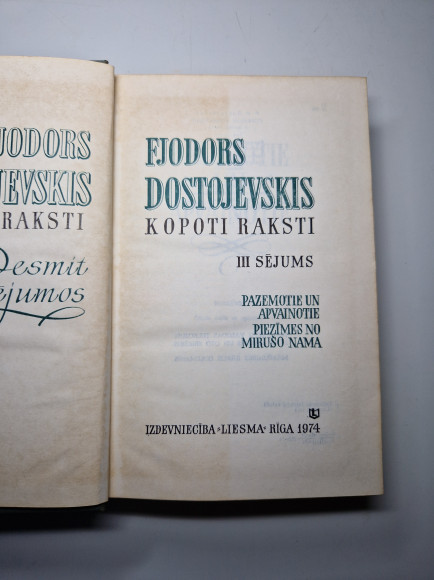 JODORS
JEVSKIS
RAKSTI
Desmit
ējumos
FJODORS
DOSTOJEVSKIS
KOPOTI RAKSTI
III SĒJUMS
PAZEMOTIE UN
APVAINOTIE
PIEZĪMES NO
MIRUŠO NAMA
IZDEVNIECĪBA »LIESMA« RĪGA 1974